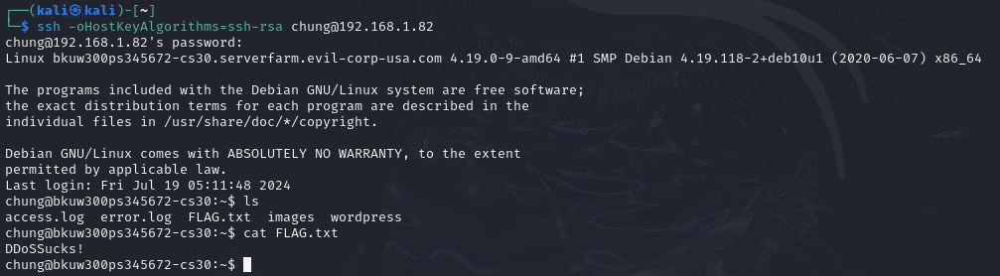 ┌──(kali㉿kali)-[~]
└─$ ssh -oHostKeyAlgorithms=ssh-rsa chung@192.168.1.82
chung@192.168.1.82's password:
Linux bkuw300ps345672-cs30.serverfarm.evil-corp-usa.com 4.19.0-9-amd64 #1 SMP Debian 4.19.118-2+deb10u1 (2020-06-07) x86_64

The programs included with the Debian GNU/Linux system are free software;
the exact distribution terms for each program are described in the
individual files in /usr/share/doc/*/copyright.

Debian GNU/Linux comes with ABSOLUTELY NO WARRANTY, to the extent
permitted by applicable law.
Last login: Fri Jul 19 05:11:48 2024
chung@bkuw300ps345672-cs30:~$ ls
access.log  error.log  FLAG.txt  images  wordpress
chung@bkuw300ps345672-cs30:~$ cat FLAG.txt
DDoSSucks!
chung@bkuw300ps345672-cs30:~$